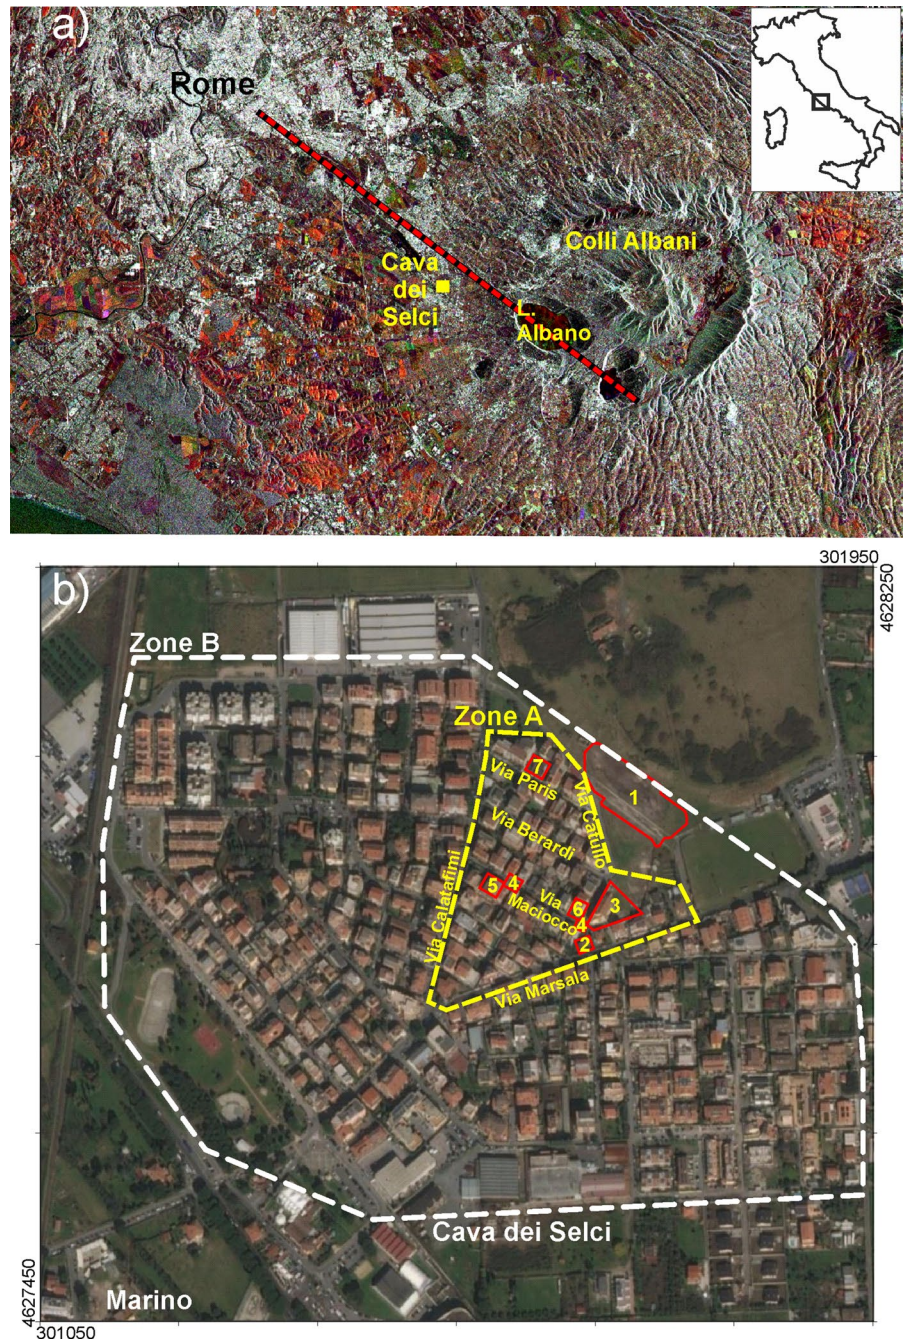 a)
Rome
Colli Albani
Cava
dei
Selci
L.
Albano
301950
4628250
b)
Zone B
Zone A
7
Via Paris
1
Via Catullo
Via Berardi
Via Calatafimi
5
4
Via
Maciocco
6
3
4
2
Via Marsala
Cava dei Selci
Marino
4627450
301050